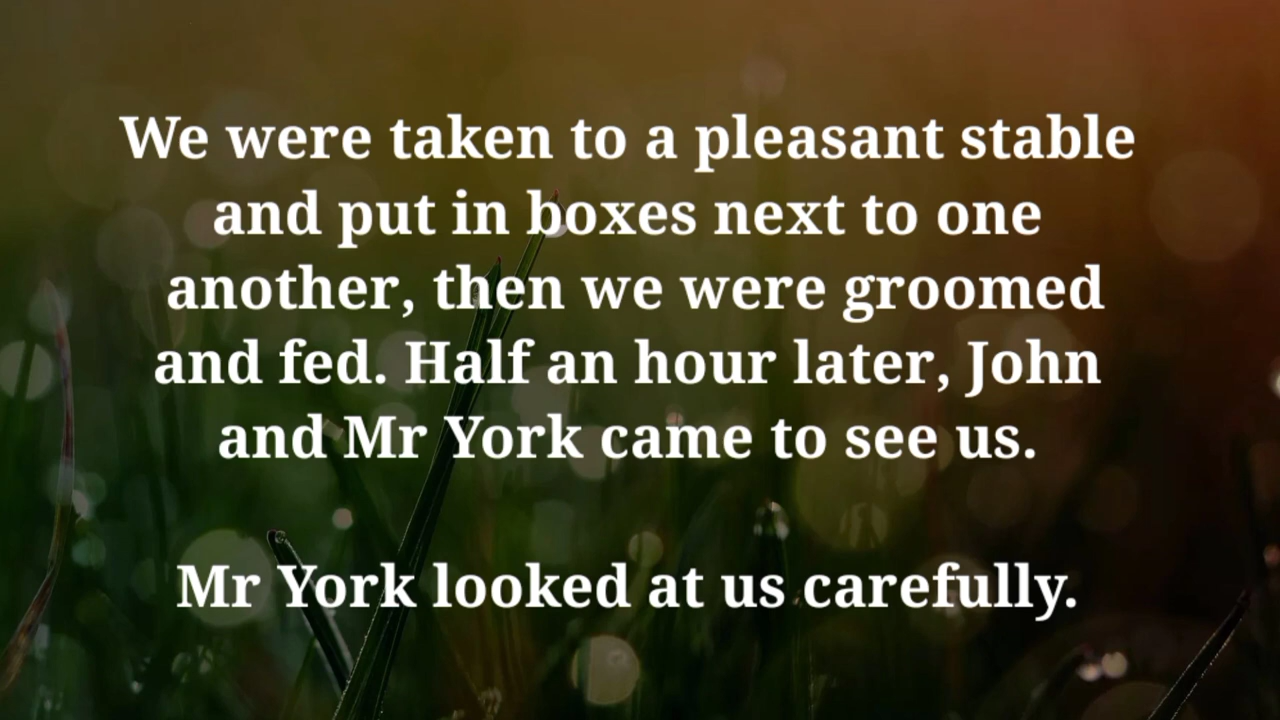 We were taken to a pleasant stable
and put in boxes next to one
another, then we were groomed
and fed. Half an hour later, John
and Mr York came to see us.
Mr York looked at us carefully.